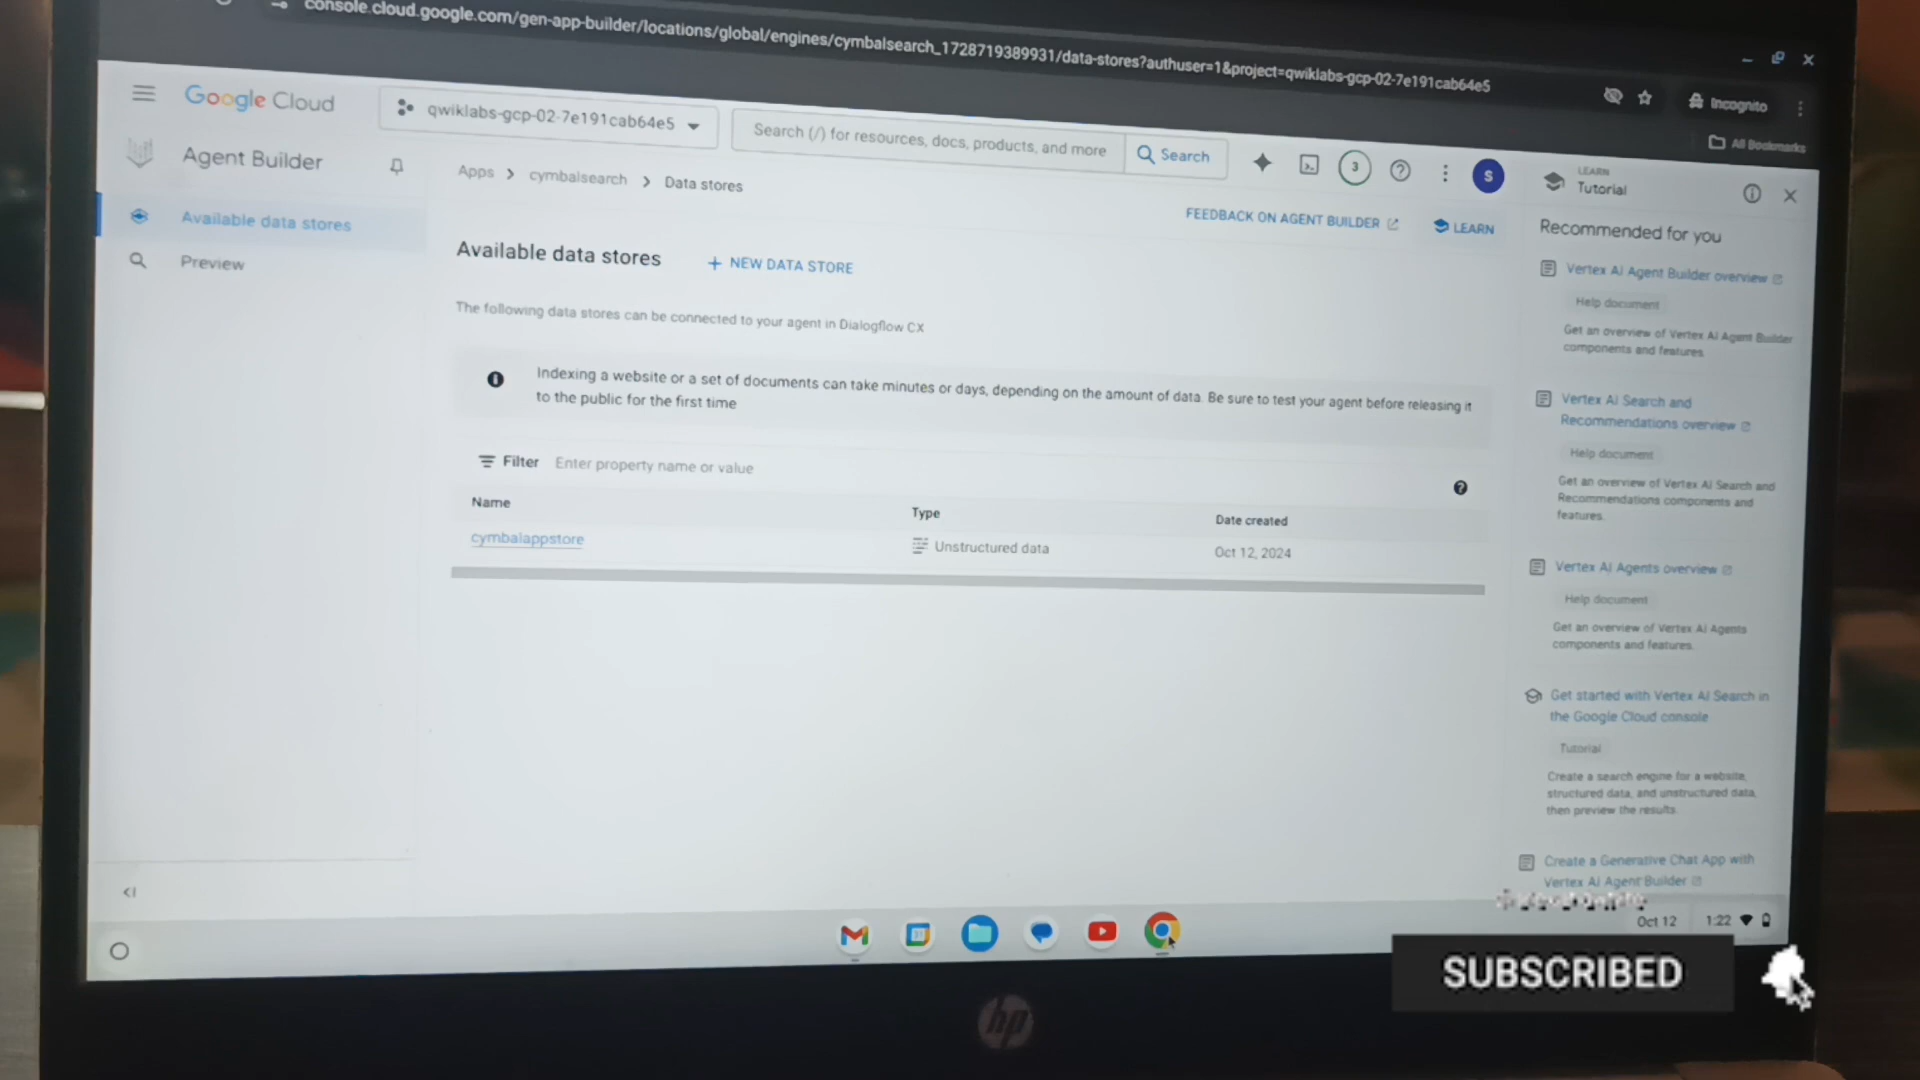 console.cloud.google.com/gen-app-builder/locations/global/engines/cymbalsearch_1728719389931/data-stores?authuser=1&project=qwiklabs-gcp-02-7e191cab64e5
Incognito
All Bookmarks
Google Cloud
qwiklabs-gcp-02-7e191cab64e5
Search (/) for resources, docs, products, and more
Search
3
S
LEARN
Tutorial
Agent Builder
Apps > cymbalsearch > Data stores
FEEDBACK ON AGENT BUILDER
LEARN
Recommended for you
Available data stores
Preview
Available data stores
+ NEW DATA STORE
The following data stores can be connected to your agent in Dialogflow CX
Indexing a website or a set of documents can take minutes or days, depending on the amount of data. Be sure to test your agent before releasing it
to the public for the first time
Filter Enter property name or value
Name Type Date created
cymbalappstore Unstructured data Oct 12, 2024
Vertex AI Agent Builder overview
Help document
Get an overview of Vertex AI Agent Builder
components and features.
Vertex AI Search and
Recommendations overview
Help document
Get an overview of Vertex AI Search and
Recommendations components and
features.
Vertex AI Agents overview
Help document
Get an overview of Vertex AI Agents
components and features.
Get started with Vertex AI Search in
the Google Cloud console
Tutorial
Create a search engine for a website,
structured data, and unstructured data,
then preview the results.
Create a Generative Chat App with
Vertex AI Agent Builder
Oct 12 1:22
SUBSCRIBED
hp